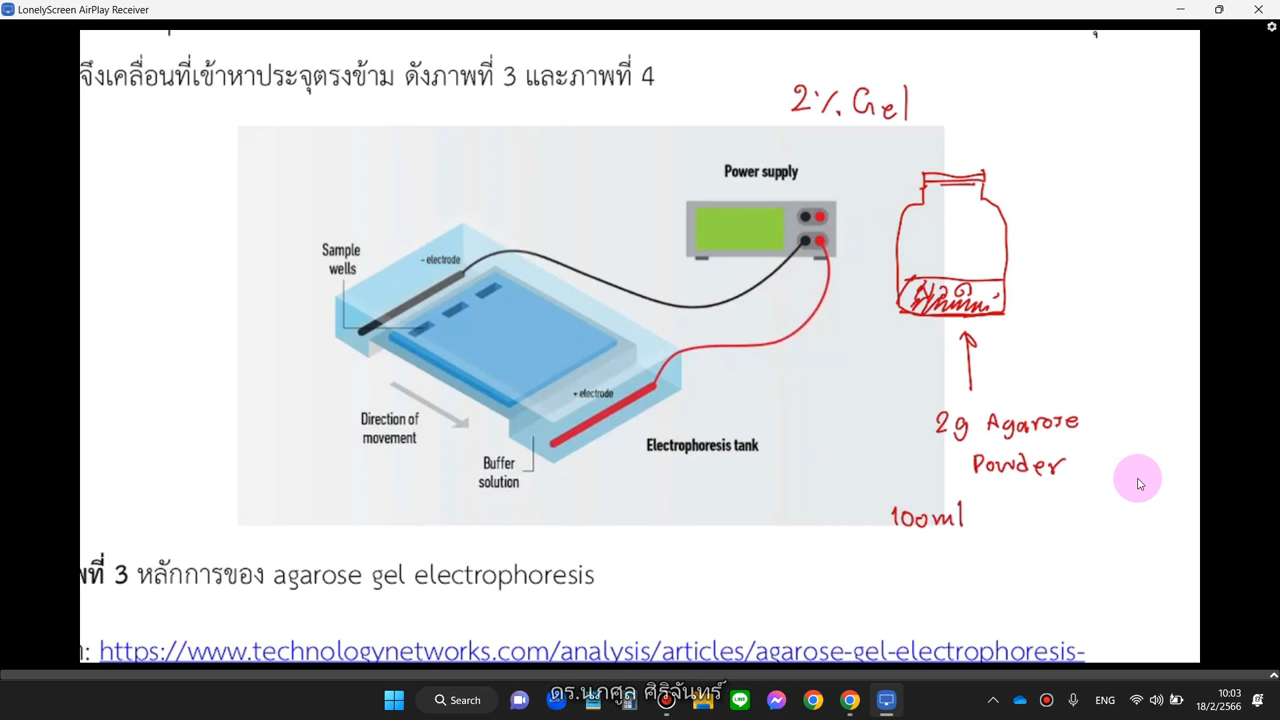 LonelyScreen AirPlay Receiver
จึงเคลื่อนที่เข้าหาประจุตรงข้าม ดังภาพที่ 3 และภาพที่ 4
2% Gel
Power supply
Sample
wells
- electrode
+ electrode
Direction of
movement
Electrophoresis tank
Buffer
solution
2g Agarose
Powder
100ml
พที่ 3 หลักการของ agarose gel electrophoresis
: https://www.technologynetworks.com/analysis/articles/agarose-gel-electrophoresis-
ดร.นภศล ศิริจันทร์
Search
ENG
10:03
18/2/2566